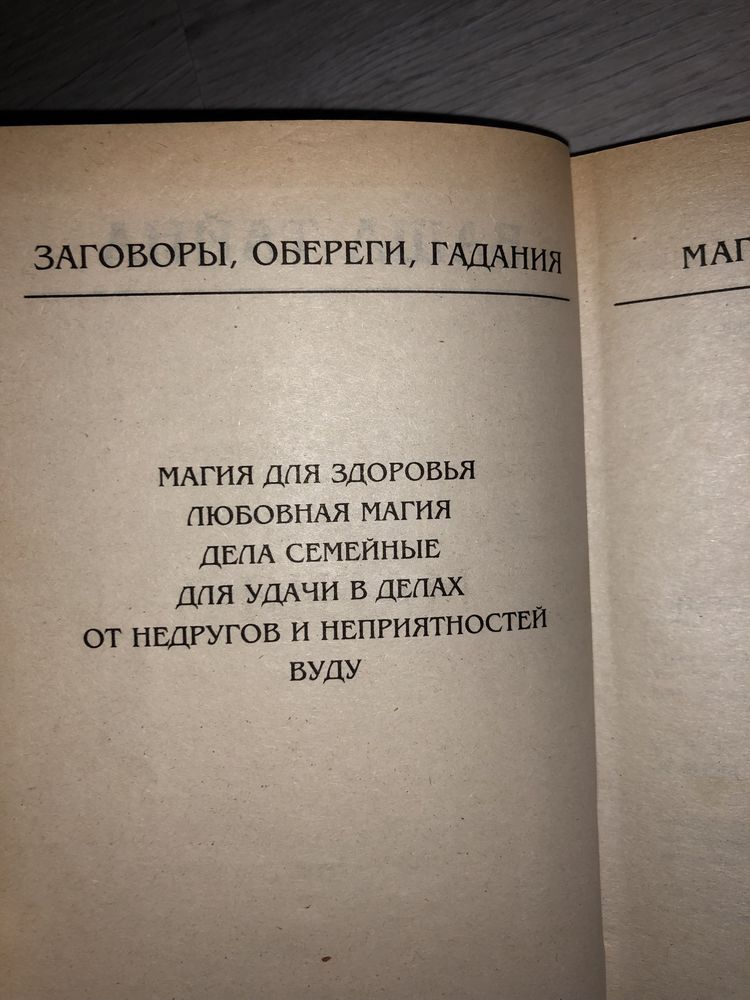 ЗАГОВОРЫ, ОБЕРЕГИ, ГАДАНИЯ
МАГИЯ ДЛЯ ЗДОРОВЬЯ
ЛЮБОВНАЯ МАГИЯ
ДЕЛА СЕМЕЙНЫЕ
ДЛЯ УДАЧИ В ДЕЛАХ
ОТ НЕДРУГОВ И НЕПРИЯТНОСТЕЙ
ВУДУ